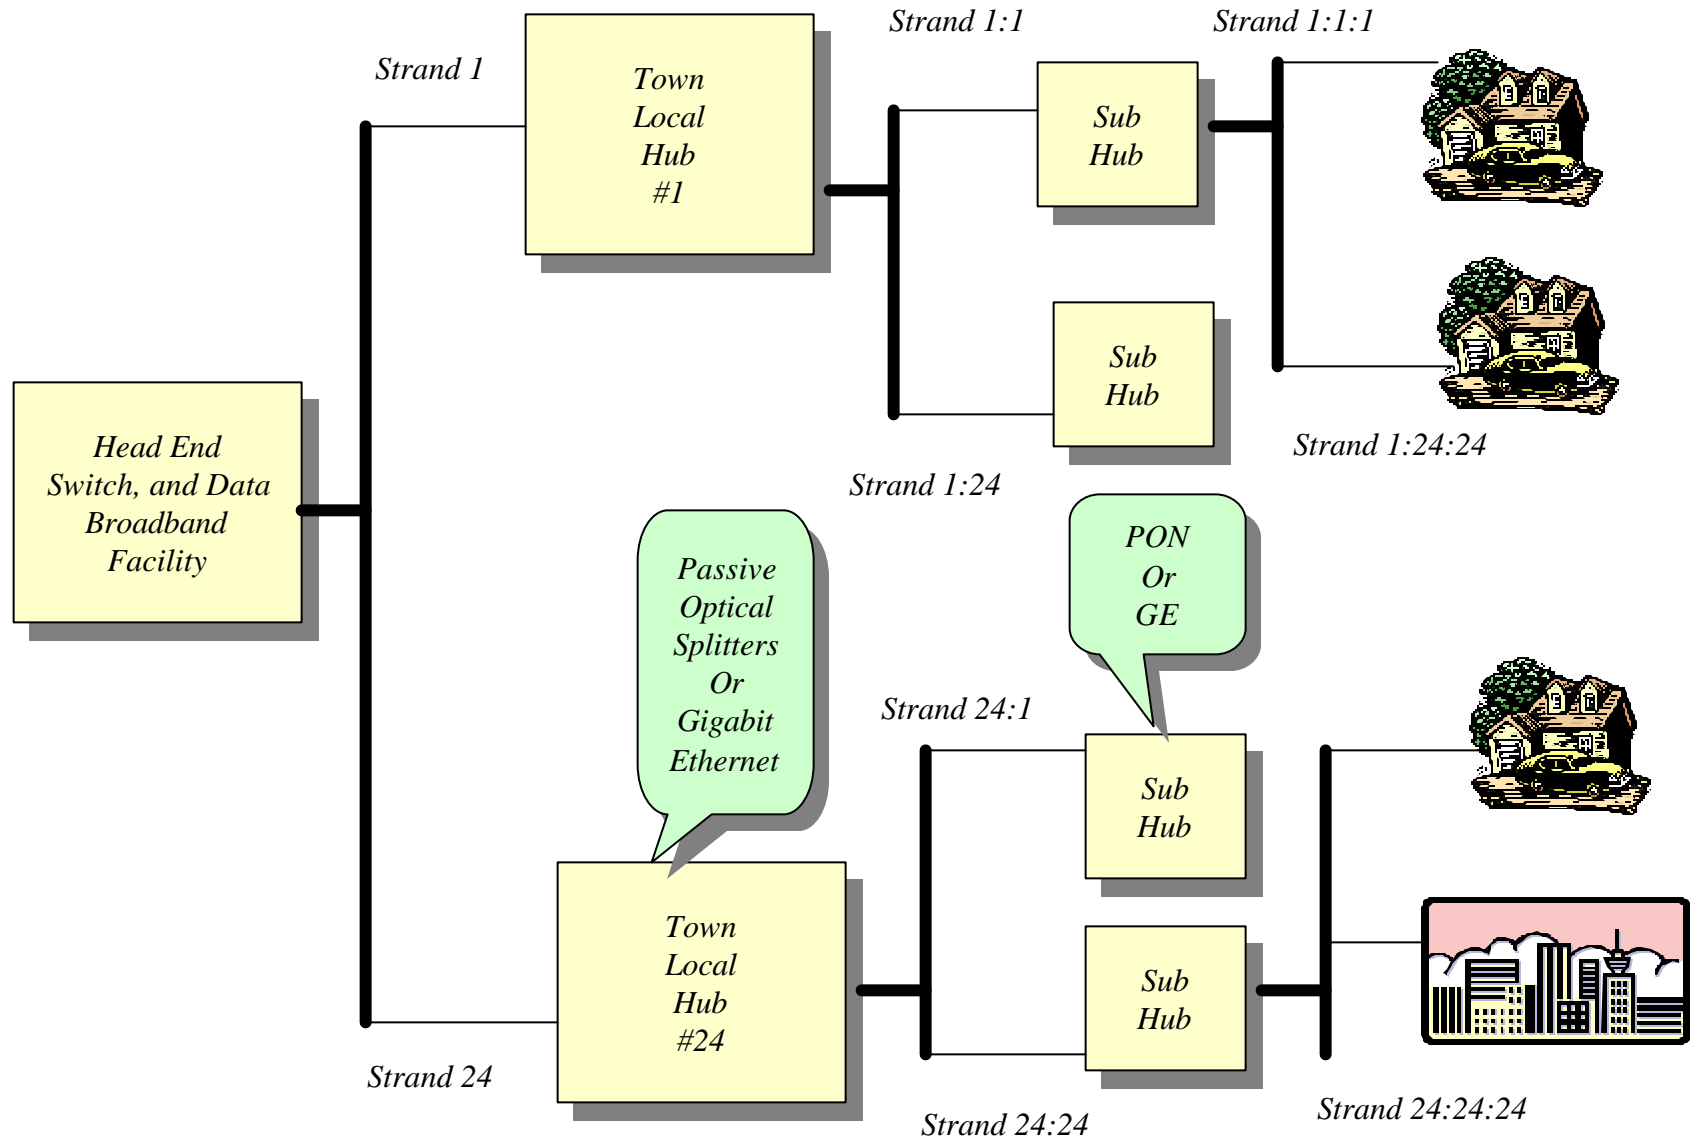 Strand 1
Town
Local
Hub
#1
Strand 1:1
Strand 1:1:1
Sub
Hub
Sub
Hub
Strand 1:24
Strand 1:24:24
Head End
Switch, and Data
Broadband
Facility
Passive
Optical
Splitters
Or
Gigabit
Ethernet
PON
Or
GE
Strand 24:1
Sub
Hub
Town
Local
Hub
#24
Sub
Hub
Strand 24
Strand 24:24
Strand 24:24:24